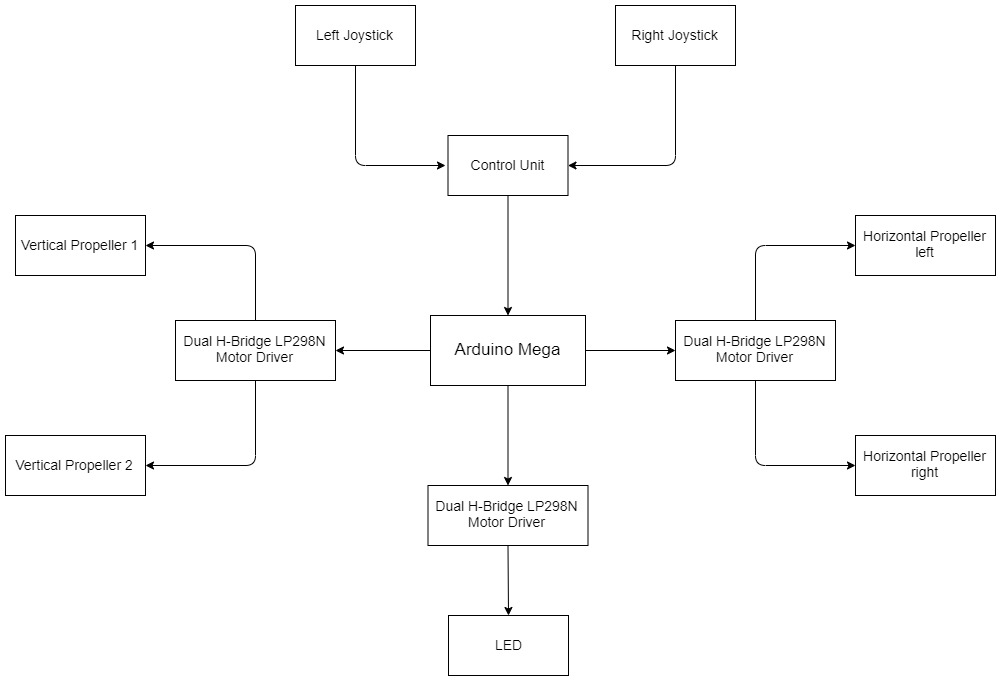 Left Joystick
Right Joystick
Control Unit
Vertical Propeller 1
Horizontal Propeller
left
Dual H-Bridge LP298N
Motor Driver
Arduino Mega
Dual H-Bridge LP298N
Motor Driver
Vertical Propeller 2
Horizontal Propeller
right
Dual H-Bridge LP298N
Motor Driver
LED